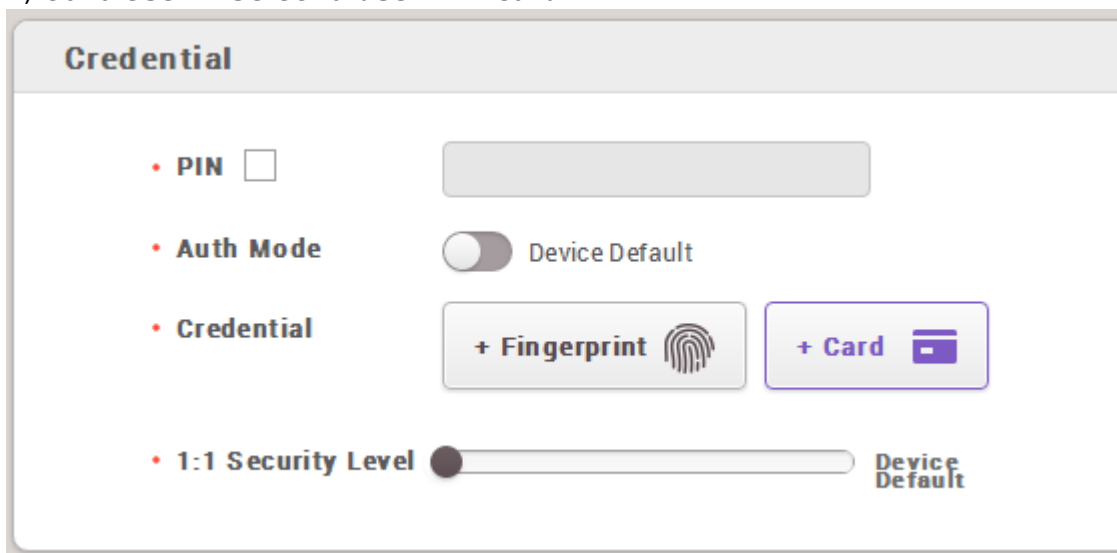 Credential
• PIN
• Auth Mode
Device Default
• Credential
+ Fingerprint
+ Card
• 1:1 Security Level
Device
Default